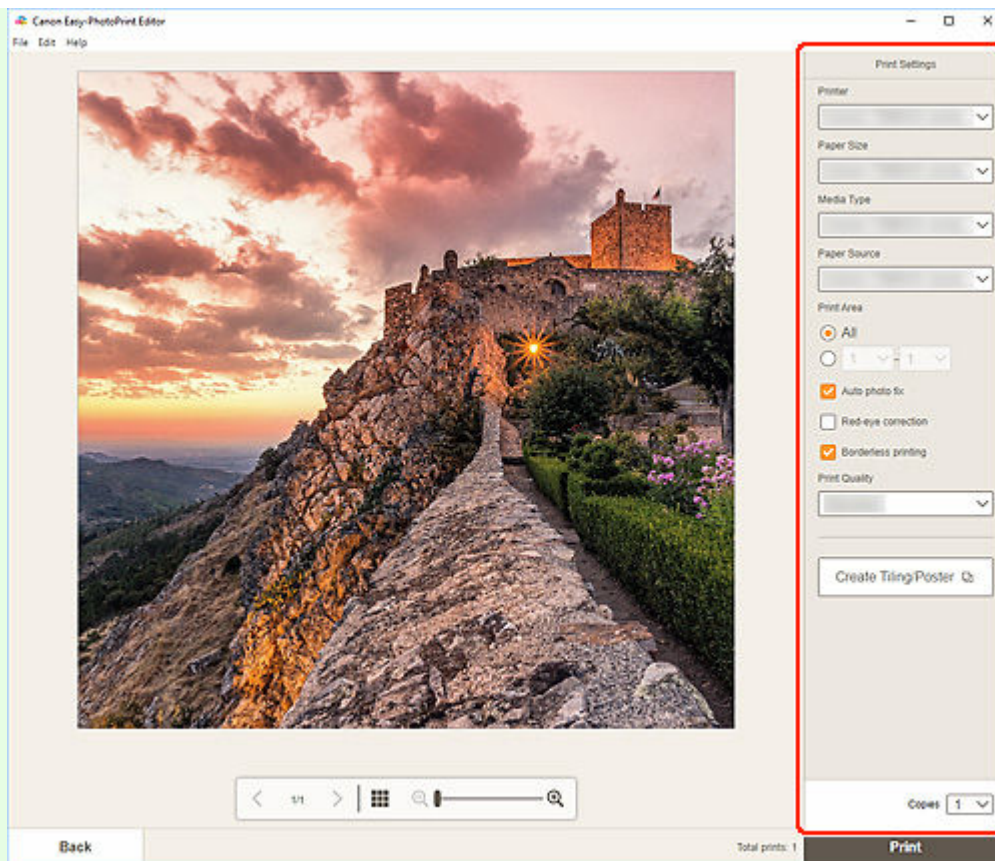 Canon Easy-PhotoPrint Editor
File Edit Help
Print Settings
Printer
Paper Size
Media Type
Paper Source
Print Area
All
1 - 1
Auto photo fix
Red-eye correction
Borderless printing
Print Quality
Create Tiling/Poster
1/1
Copies 1
Back
Total prints: 1
Print